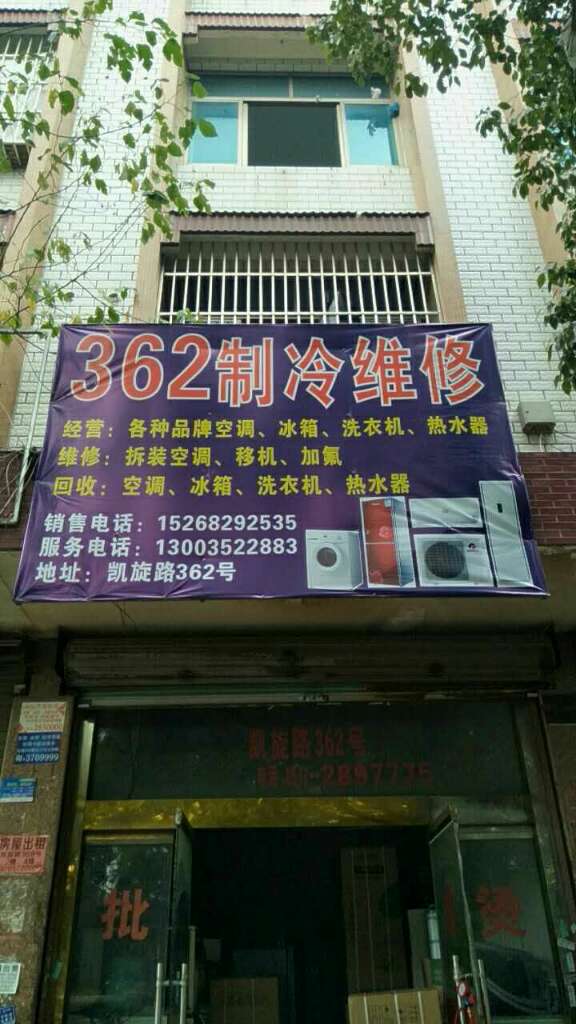 362制冷维修
经营：各种品牌空调、冰箱、洗衣机、热水器
维修：拆装空调、移机、加氟
回收：空调、冰箱、洗衣机、热水器
销售电话：15268292535
服务电话：13003522883
地址：凯旋路362号
凯旋路362号
2897775
3709999
房屋出租
批
烫